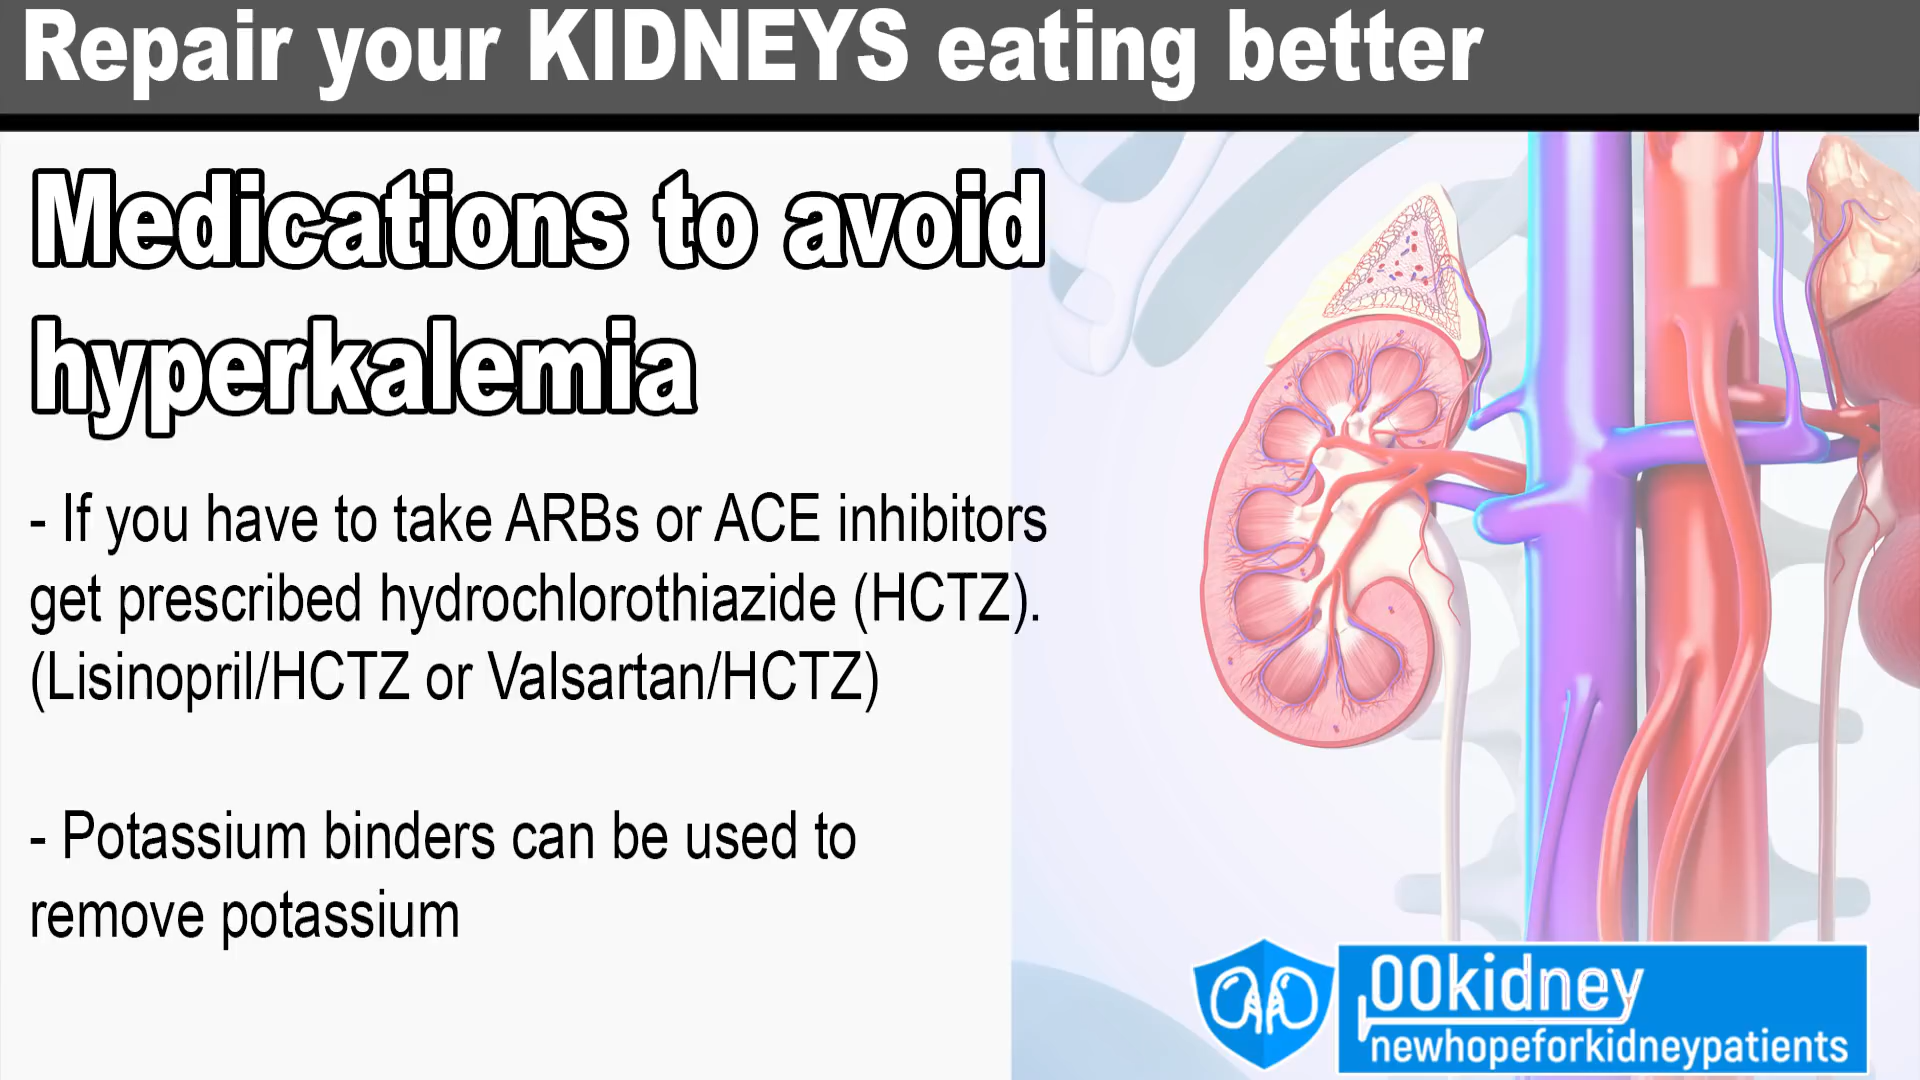 Repair your KIDNEYS eating better
Medications to avoid
hyperkalemia
- If you have to take ARBs or ACE inhibitors
get prescribed hydrochlorothiazide (HCTZ).
(Lisinopril/HCTZ or Valsartan/HCTZ)
- Potassium binders can be used to
remove potassium
00kidney
newhopeforkidneypatients